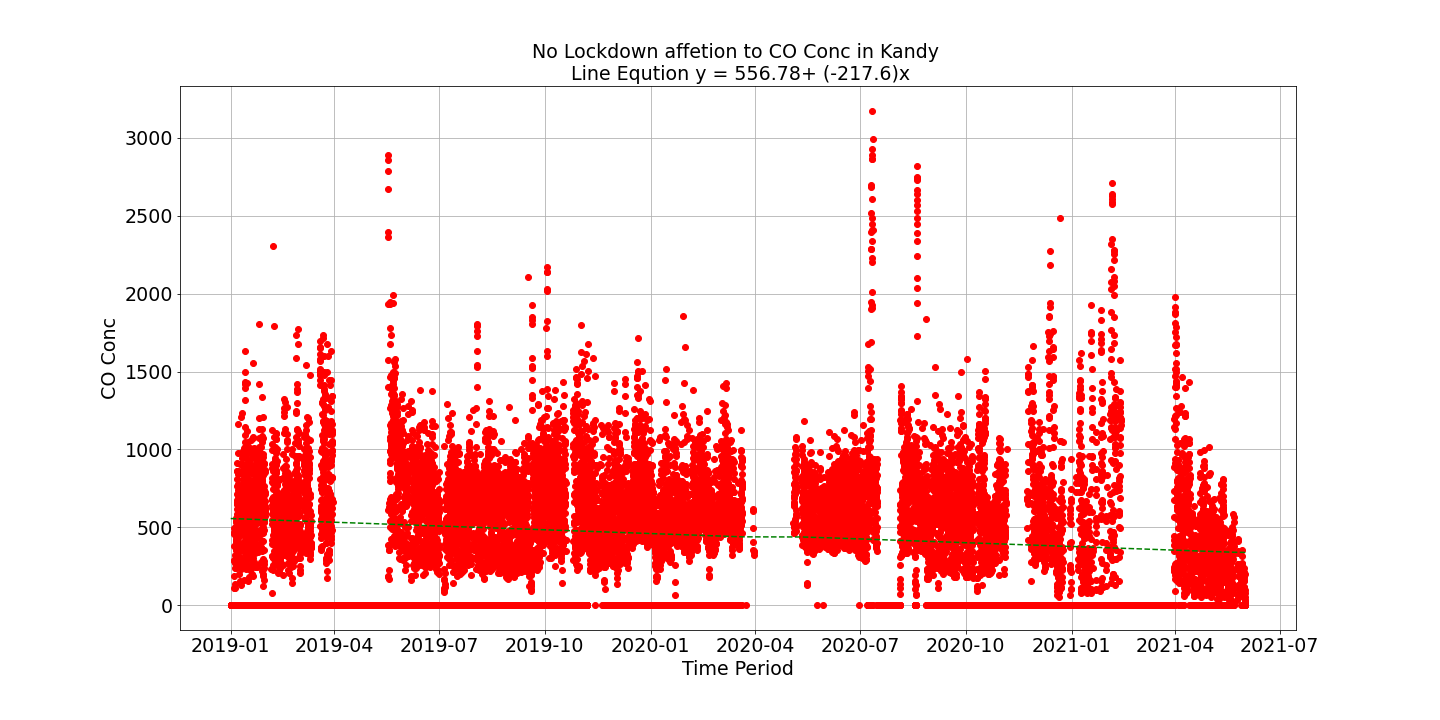 No Lockdown affetion to CO Conc in Kandy
Line Eqution y = 556.78+ (-217.6)x
3000
2500
2000
1500
1000
500
0
CO Conc
2019-01 2019-04 2019-07 2019-10 2020-01 2020-04 2020-07 2020-10 2021-01 2021-04 2021-07
Time Period